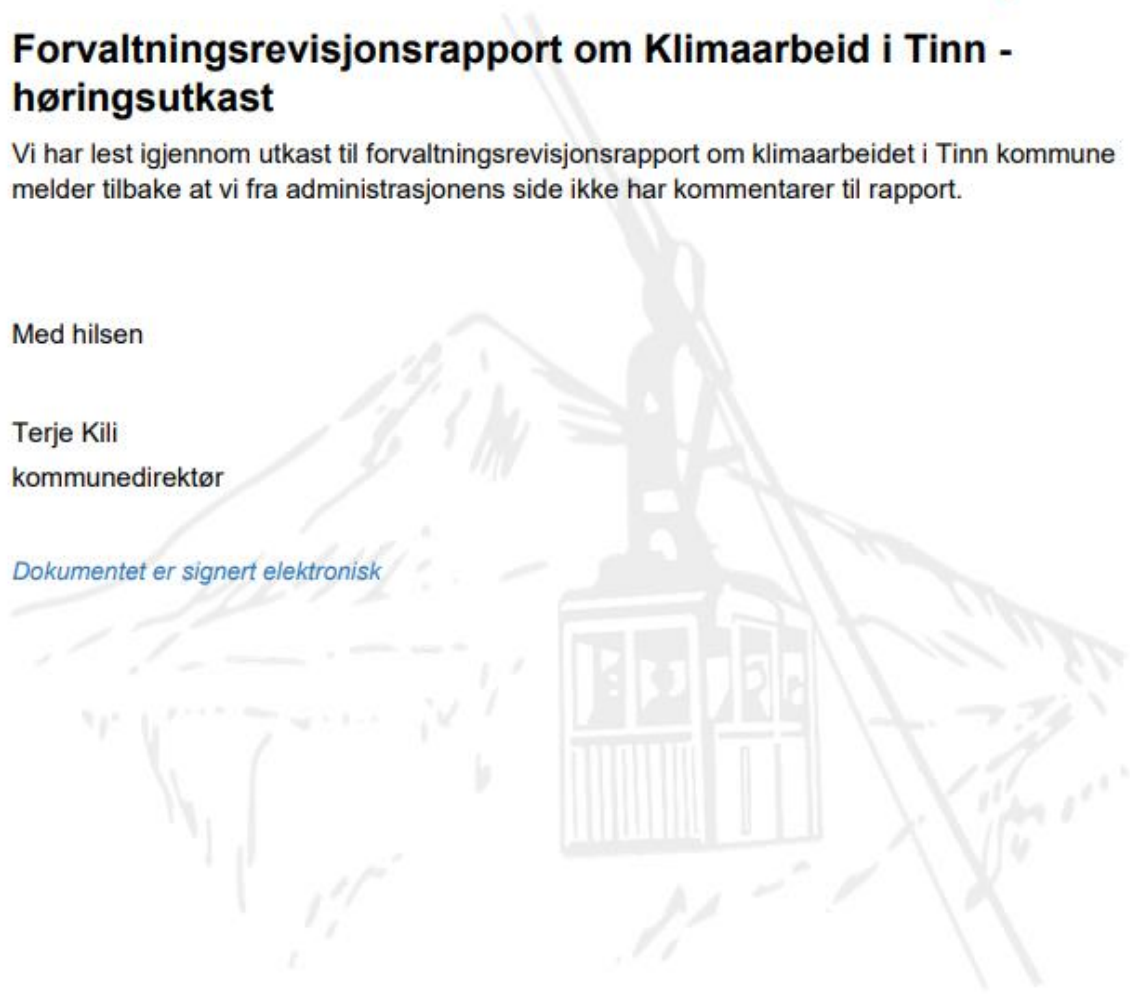 Forvaltningsrevisjonsrapport om Klimaarbeid i Tinn -
høringsutkast
Vi har lest igjennom utkast til forvaltningsrevisjonsrapport om klimaarbeidet i Tinn kommune
melder tilbake at vi fra administrasjonens side ikke har kommentarer til rapport.
Med hilsen
Terje Kili
kommunedirektør
Dokumentet er signert elektronisk